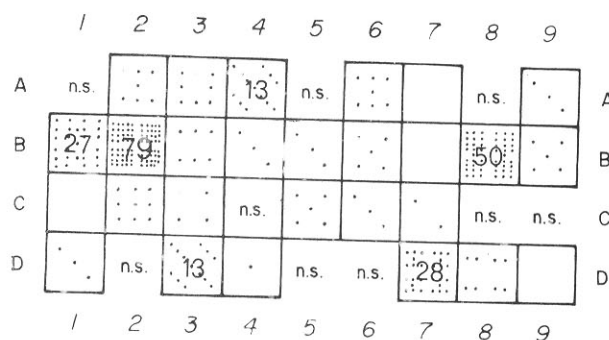 1 2 3 4 5 6 7 8 9
A n.s. 13 n.s. n.s. A
B 27 79 50 B
C n.s. n.s. n.s. C
D n.s. 13 n.s. n.s. 28 D
1 2 3 4 5 6 7 8 9